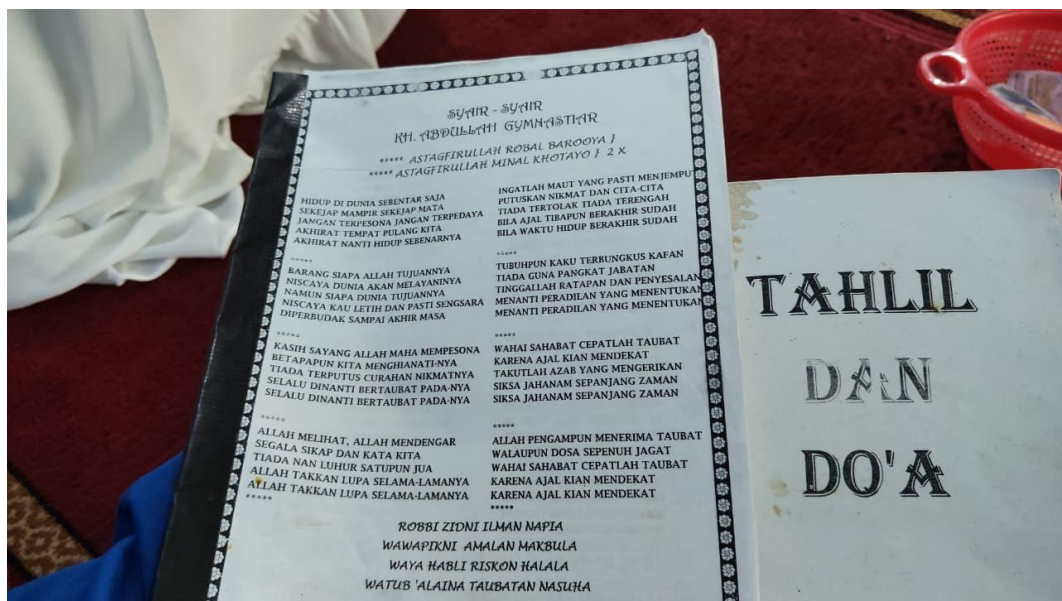 SYAIR - SYAIR
KH. ABDULLAH GYMNASTIAR
***** ASTAGFIRULLAH ROBAL BAROOYA }
***** ASTAGFIRULLAH MINAL KHOTAYO } 2 X
HIDUP DI DUNIA SEBENTAR SAJA
SEKEJAP MAMPIR SEKEJAP MATA
JANGAN TERPESONA JANGAN TERPEDAYA
AKHIRAT TEMPAT PULANG KITA
AKHIRAT NANTI HIDUP SEBENARNYA
*****
BARANG SIAPA ALLAH TUJUANNYA
NISCAYA DUNIA AKAN MELAYANINYA
NAMUN SIAPA DUNIA TUJUANNYA
NISCAYA KAU LETIH DAN PASTI SENGSARA
DIPERBUDAK SAMPAI AKHIR MASA
*****
KASIH SAYANG ALLAH MAHA MEMPESONA
BETAPAPUN KITA MENGHIANATI-NYA
TIADA TERPUTUS CURAHAN NIKMATNYA
SELALU DINANTI BERTAUBAT PADA-NYA
SELALU DINANTI BERTAUBAT PADA-NYA
*****
ALLAH MELIHAT, ALLAH MENDENGAR
SEGALA SIKAP DAN KATA KITA
TIADA NAN LUHUR SATUPUN JUA
ALLAH TAKKAN LUPA SELAMA-LAMANYA
ALLAH TAKKAN LUPA SELAMA-LAMANYA
*****
INGATLAH MAUT YANG PASTI MENJEMPU
PUTUSKAN NIKMAT DAN CITA-CITA
TIADA TERTOLAK TIADA TERENGAH
BILA AJAL TIBAPUN BERAKHIR SUDAH
BILA WAKTU HIDUP BERAKHIR SUDAH
*****
TUBUHPUN KAKU TERBUNGKUS KAFAN
TIADA GUNA PANGKAT JABATAN
TINGGALLAH RATAPAN DAN PENYESALAN
MENANTI PERADILAN YANG MENENTUKAN
MENANTI PERADILAN YANG MENENTUKAN
*****
WAHAI SAHABAT CEPATLAH TAUBAT
KARENA AJAL KIAN MENDEKAT
TAKUTLAH AZAB YANG MENGERIKAN
SIKSA JAHANAM SEPANJANG ZAMAN
SIKSA JAHANAM SEPANJANG ZAMAN
*****
ALLAH PENGAMPUN MENERIMA TAUBAT
WALAUPUN DOSA SEPENUH JAGAT
WAHAI SAHABAT CEPATLAH TAUBAT
KARENA AJAL KIAN MENDEKAT
KARENA AJAL KIAN MENDEKAT
*****
ROBBI ZIDNI ILMAN NAPIA
WAWAPIKNI AMALAN MAKBULA
WAYA HABLI RISKON HALALA
WATUB 'ALAINA TAUBATAN NASUHA
TAHLIL
DAN
DO'A